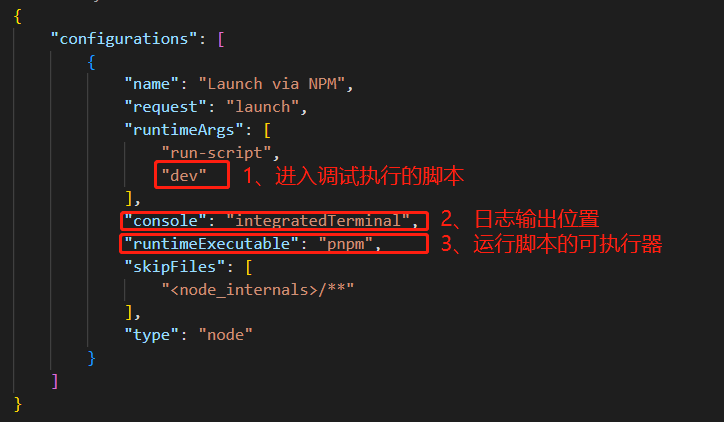 {
"configurations": [
{
"name": "Launch via NPM",
"request": "launch",
"runtimeArgs": [
"run-script",
"dev" 1、进入调试执行的脚本
],
"console": "integratedTerminal", 2、日志输出位置
"runtimeExecutable": "pnpm", 3、运行脚本的可执行器
"skipFiles": [
"<node_internals>/**"
],
"type": "node"
}
]
}